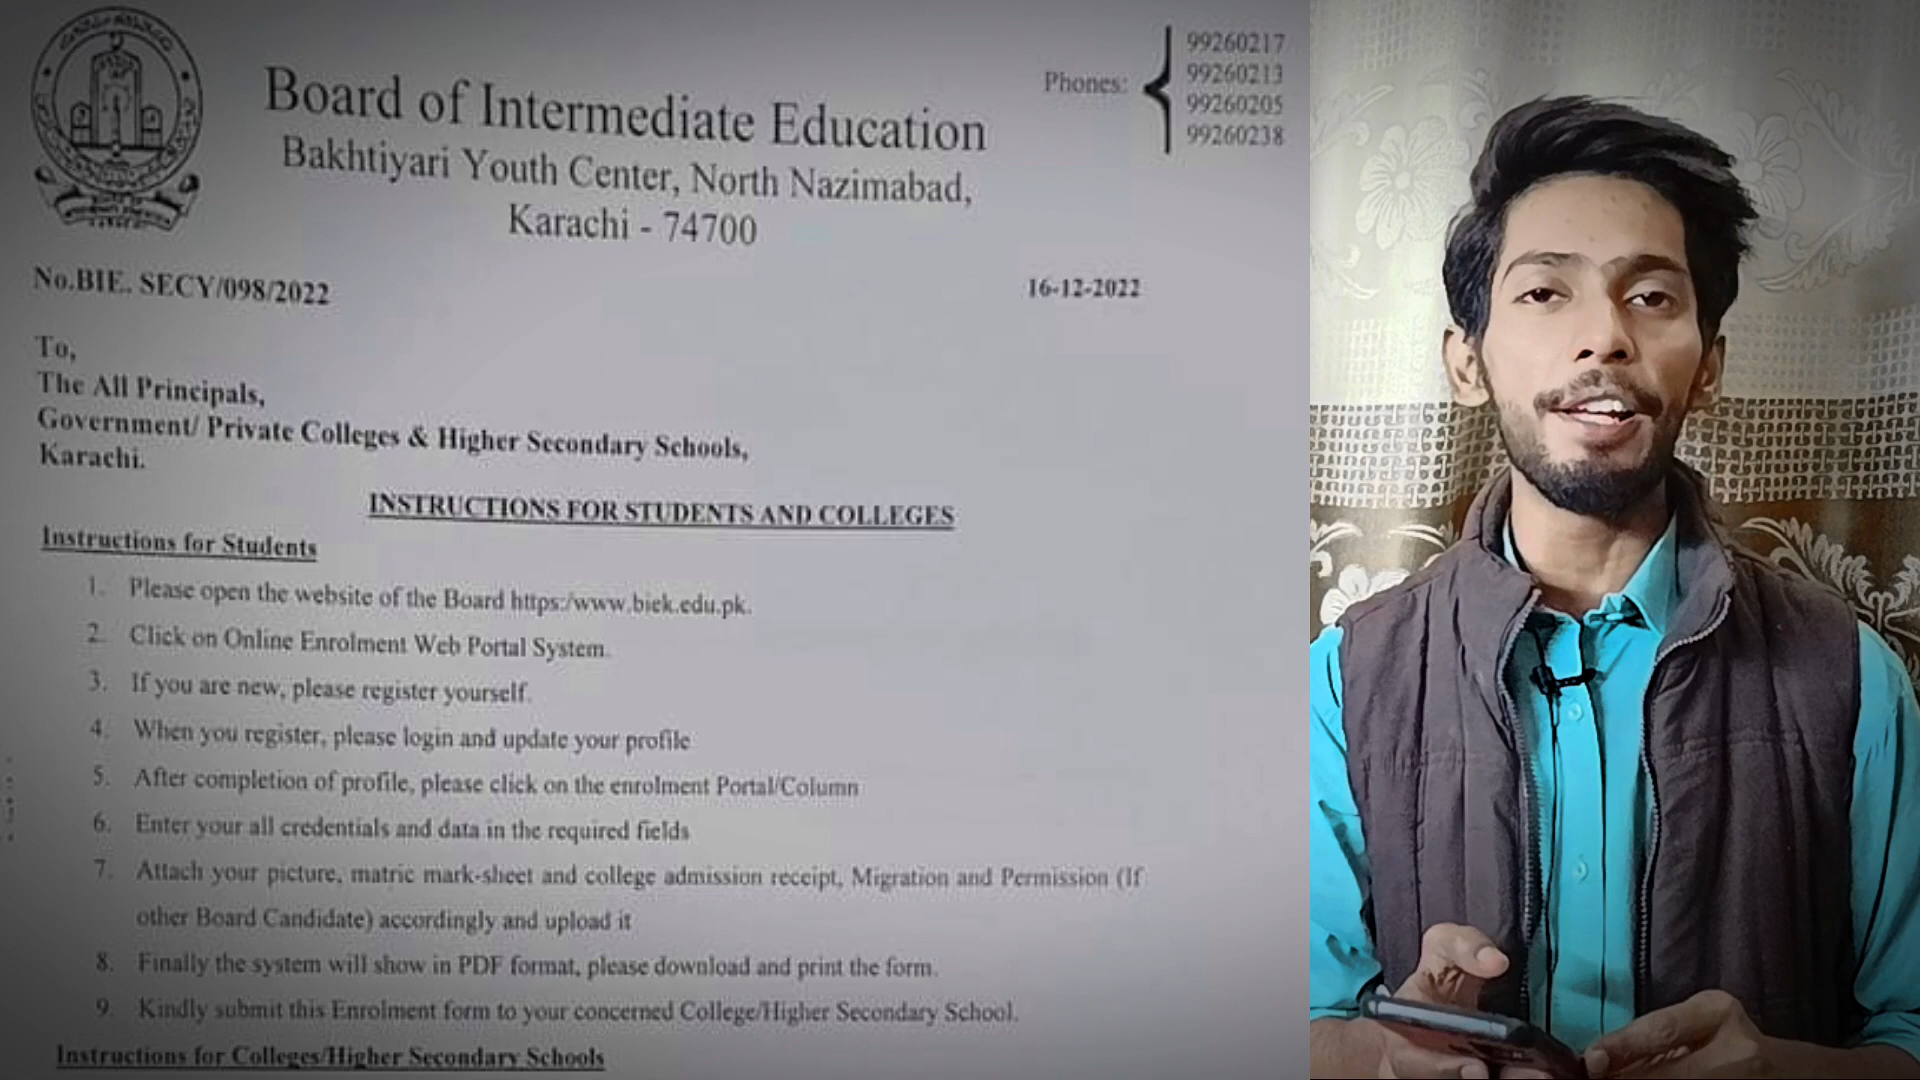 Board of Intermediate Education
Bakhtiyari Youth Center, North Nazimabad,
Karachi - 74700
Phones:
99260217
99260213
99260205
99260238
No.BIE. SECY/098/2022
16-12-2022
To,
The All Principals,
Government/ Private Colleges & Higher Secondary Schools,
Karachi.
INSTRUCTIONS FOR STUDENTS AND COLLEGES
Instructions for Students
1. Please open the website of the Board https:/www.biek.edu.pk.
2. Click on Online Enrolment Web Portal System.
3. If you are new, please register yourself.
4. When you register, please login and update your profile
5. After completion of profile, please click on the enrolment Portal/Column
6. Enter your all credentials and data in the required fields
7. Attach your picture, matric mark-sheet and college admission receipt, Migration and Permission (If
other Board Candidate) accordingly and upload it
8. Finally the system will show in PDF format, please download and print the form.
9. Kindly submit this Enrolment form to your concerned College/Higher Secondary School.
Instructions for Colleges/Higher Secondary Schools